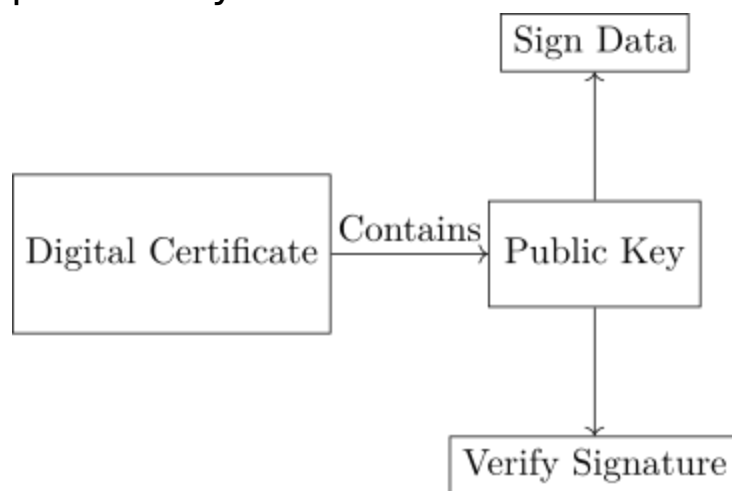 Sign Data
Digital Certificate
Contains
Public Key
Verify Signature